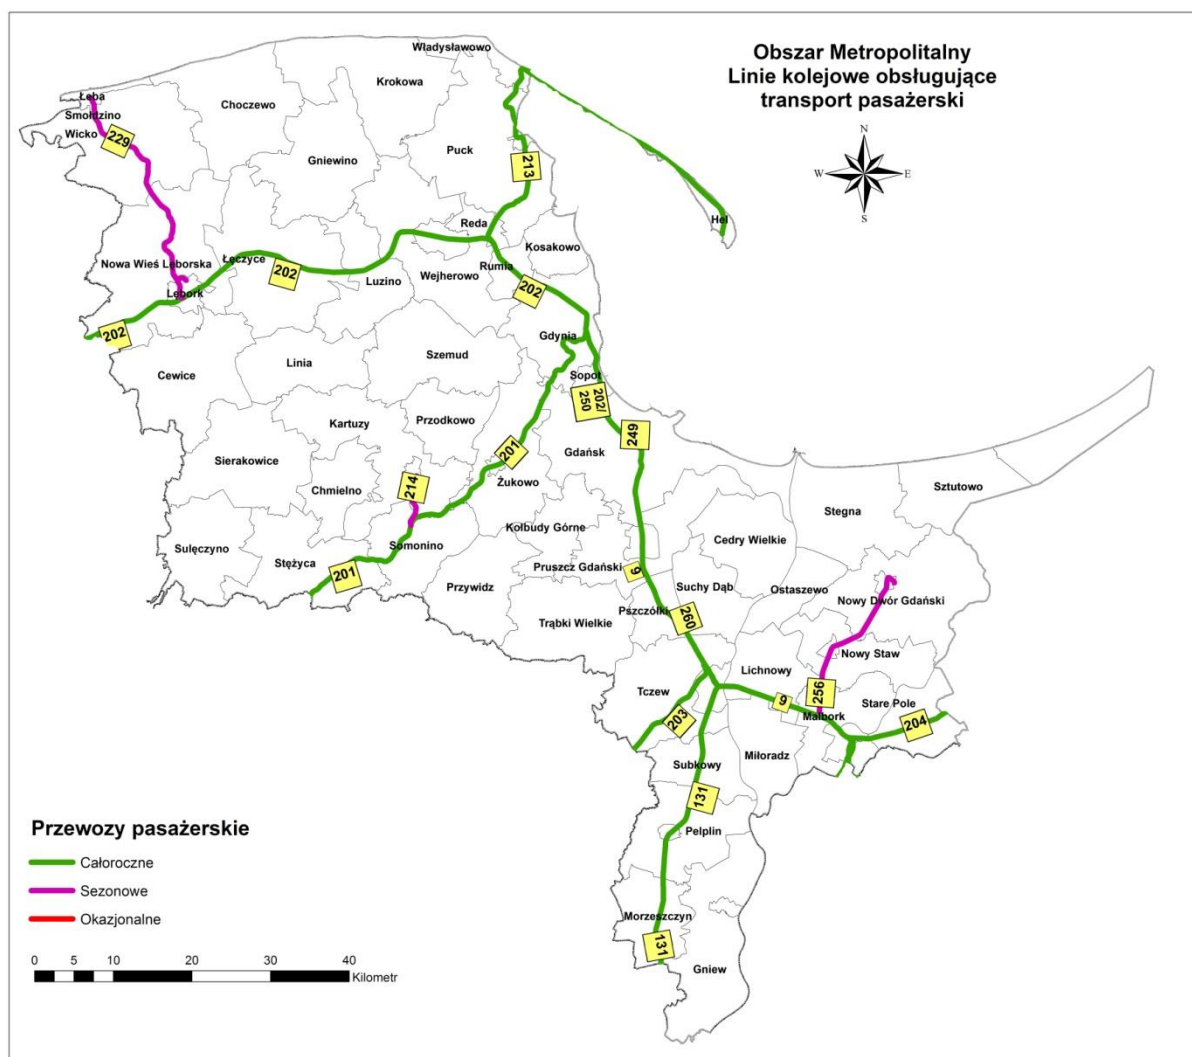 Obszar Metropolitalny
Linie kolejowe obsługujące
transport pasażerski
N
W
E
S
Władysławowo
Krokowa
Choczewo
Łeba
Smołdzino
Wicko
229
Gniewino
Puck
213
Hel
Reda
Kosakowo
Nowa Wieś Lęborska
Łęczyce
202
Luzino
Wejherowo
Rumia
202
Lębork
202
Gdynia
Szemud
Linia
Cewice
Sopot
202/
250
Kartuzy
Przodkowo
249
201
Gdańsk
Sierakowice
Chmielno
214
Żukowo
Sztutowo
Stegna
Kolbudy Górne
Cedry Wielkie
Somonino
Sulęczyno
Stężyca
201
Pruszcz Gdański
9
Przywidz
Suchy Dąb
Ostaszewo
Nowy Dwór Gdański
Pszczółki
260
Trąbki Wielkie
Nowy Staw
Lichnowy
Tczew
256
9
Stare Pole
Malbork
204
203
Miłoradz
Subkowy
131
Pelplin
Morzeszczyn
131
Gniew
Przewozy pasażerskie
Całoroczne
Sezonowe
Okazjonalne
0 5 10 20 30 40
Kilometr